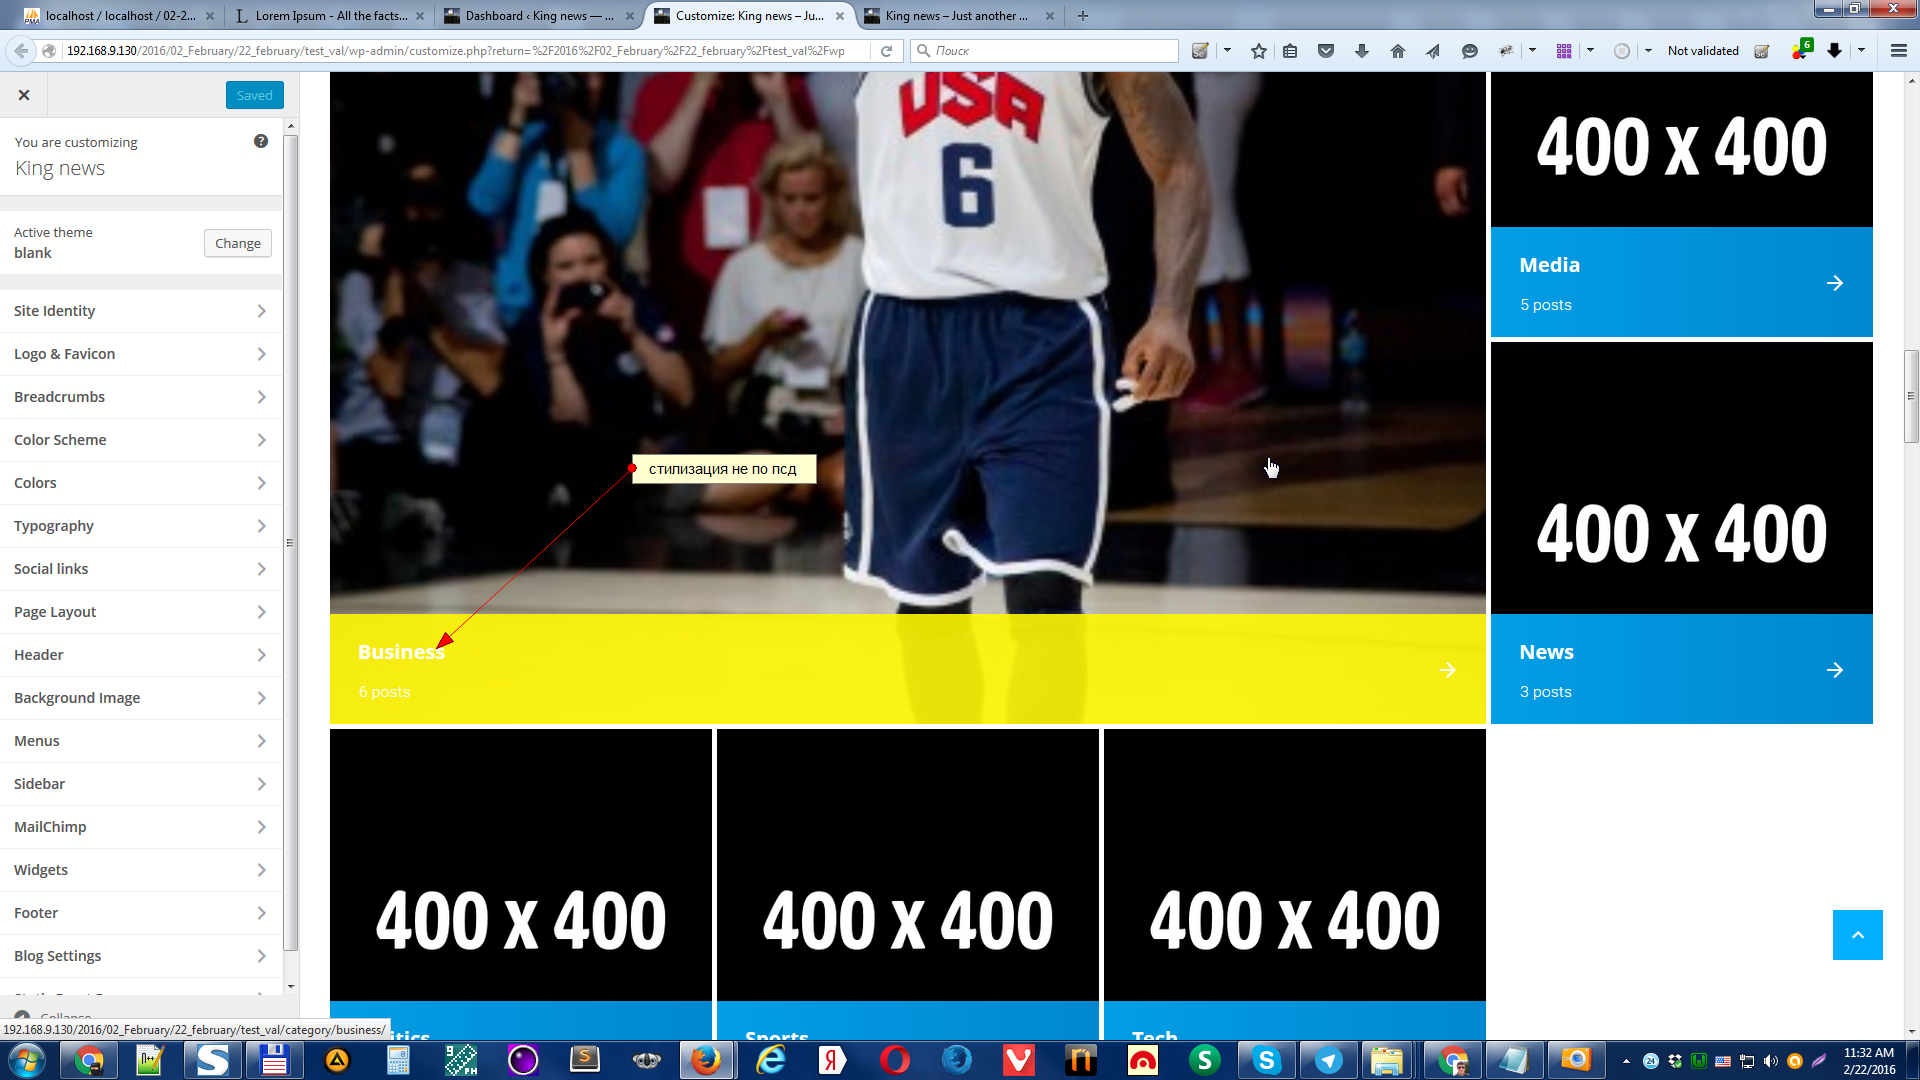 localhost / localhost / 02-2...
Lorem Ipsum - All the facts...
Dashboard ‹ King news — ...
Customize: King news – Ju...
King news – Just another ...
192.168.9.130/2016/02_February/22_february/test_val/wp-admin/customize.php?return=%2F2016%2F02_February%2F22_february%2Ftest_val%2Fwp
Поиск
Not validated
6
Saved
You are customizing
King news
Active theme
blank
Change
Site Identity
Logo & Favicon
Breadcrumbs
Color Scheme
Colors
Typography
Social links
Page Layout
Header
Background Image
Menus
Sidebar
MailChimp
Widgets
Footer
Blog Settings
Collapse
192.168.9.130/2016/02_February/22_february/test_val/category/business/
USA
6
стилизация не по псд
Business
6 posts
400 x 400
Media
5 posts
400 x 400
News
3 posts
400 x 400
400 x 400
400 x 400
itics
Sports
Tech
11:32 AM
2/22/2016